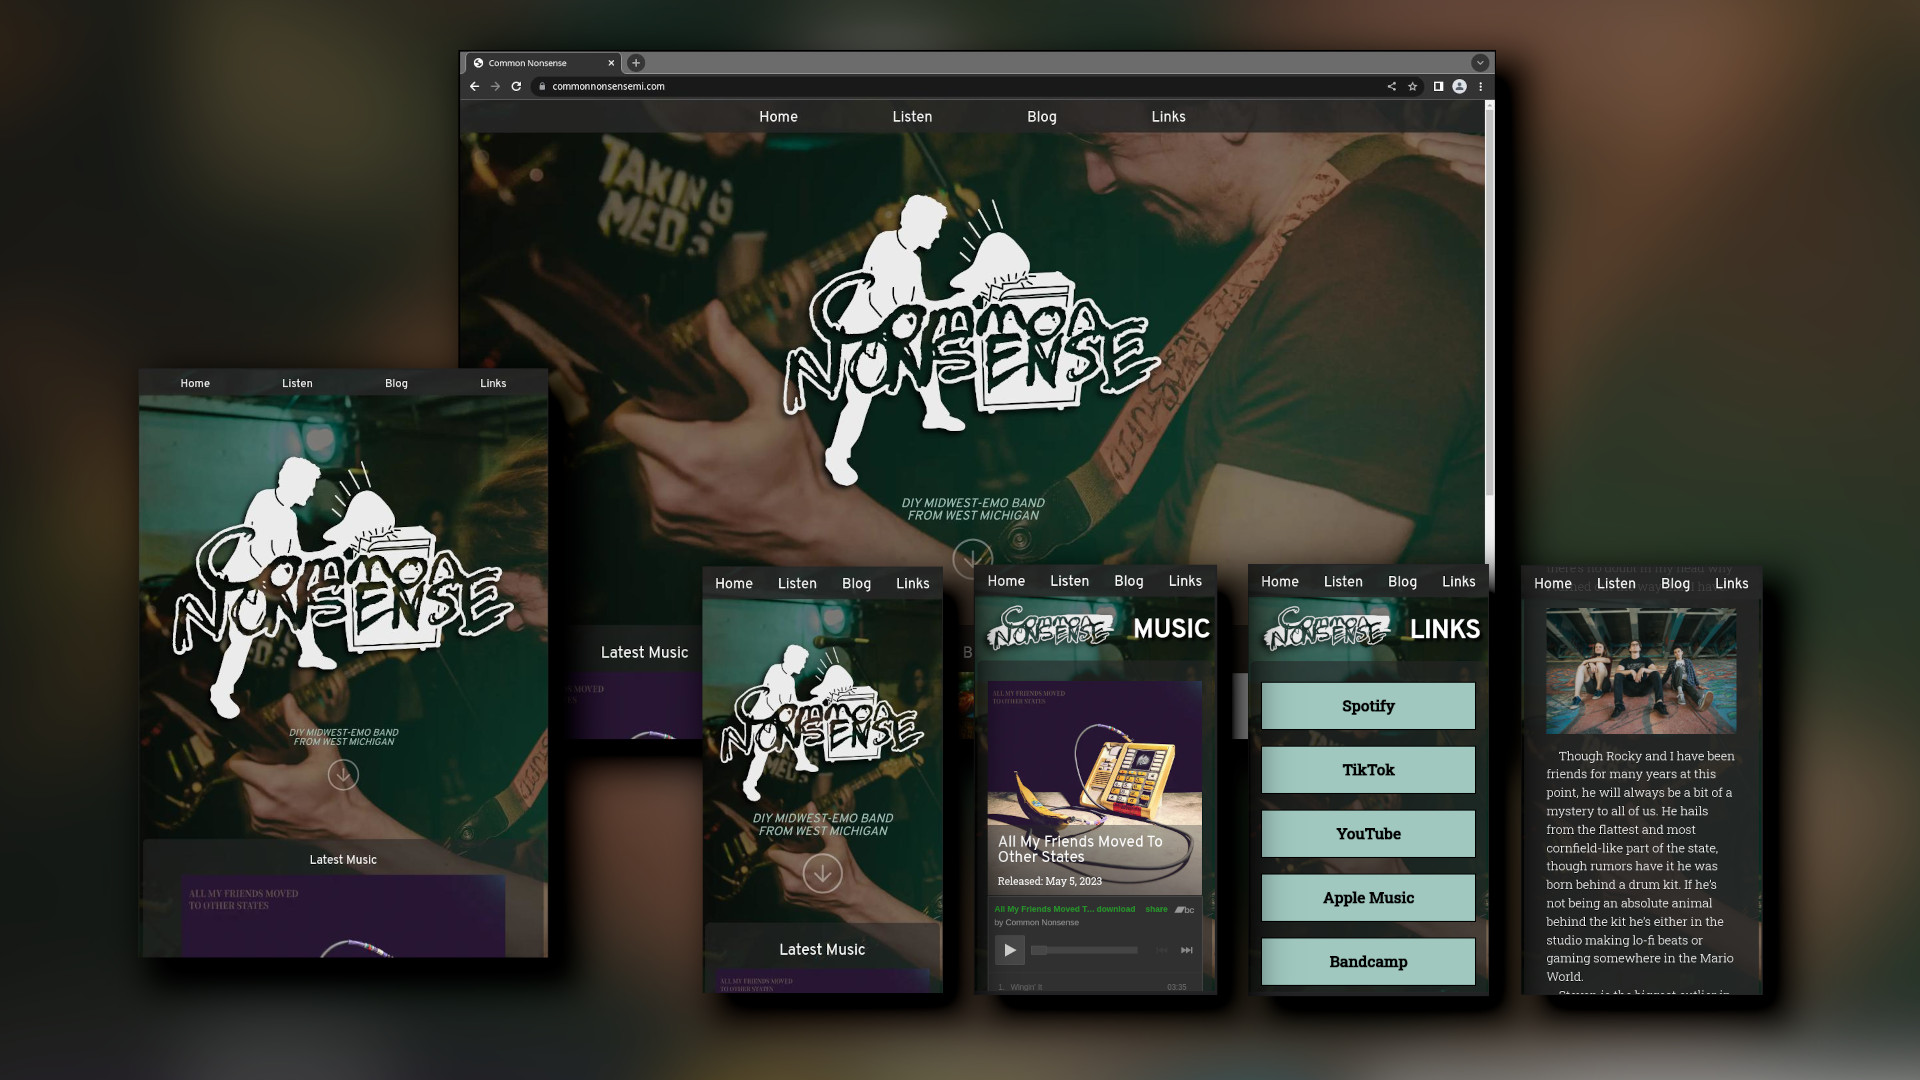 Common Nonsense
commonnonsensemi.com
Home Listen Blog Links
TAKING
MEDS
COMMON
NONSENSE
DIY MIDWEST-EMO BAND
FROM WEST MICHIGAN
Latest Music
Home Listen Blog Links
COMMON
NONSENSE
DIY MIDWEST-EMO BAND
FROM WEST MICHIGAN
Latest Music
ALL MY FRIENDS MOVED
TO OTHER STATES
Home Listen Blog Links
COMMON
NONSENSE
DIY MIDWEST-EMO BAND
FROM WEST MICHIGAN
Latest Music
ALL MY FRIENDS MOVED
TO OTHER STATES
Home Listen Blog Links
COMMON
NONSENSE
MUSIC
ALL MY FRIENDS MOVED
TO OTHER STATES
All My Friends Moved To
Other States
Released: May 5, 2023
All My Friends Moved T... download share bc
by Common Nonsense
1. Wingin' It 03:35
Home Listen Blog Links
COMMON
NONSENSE
LINKS
Spotify
TikTok
YouTube
Apple Music
Bandcamp
Home Listen Blog Links
there's no doubt in my head why
Though Rocky and I have been
friends for many years at this
point, he will always be a bit of a
mystery to all of us. He hails
from the flattest and most
cornfield-like part of the state,
though rumors have it he was
born behind a drum kit. If he's
not being an absolute animal
behind the kit he's either in the
studio making lo-fi beats or
gaming somewhere in the Mario
World.